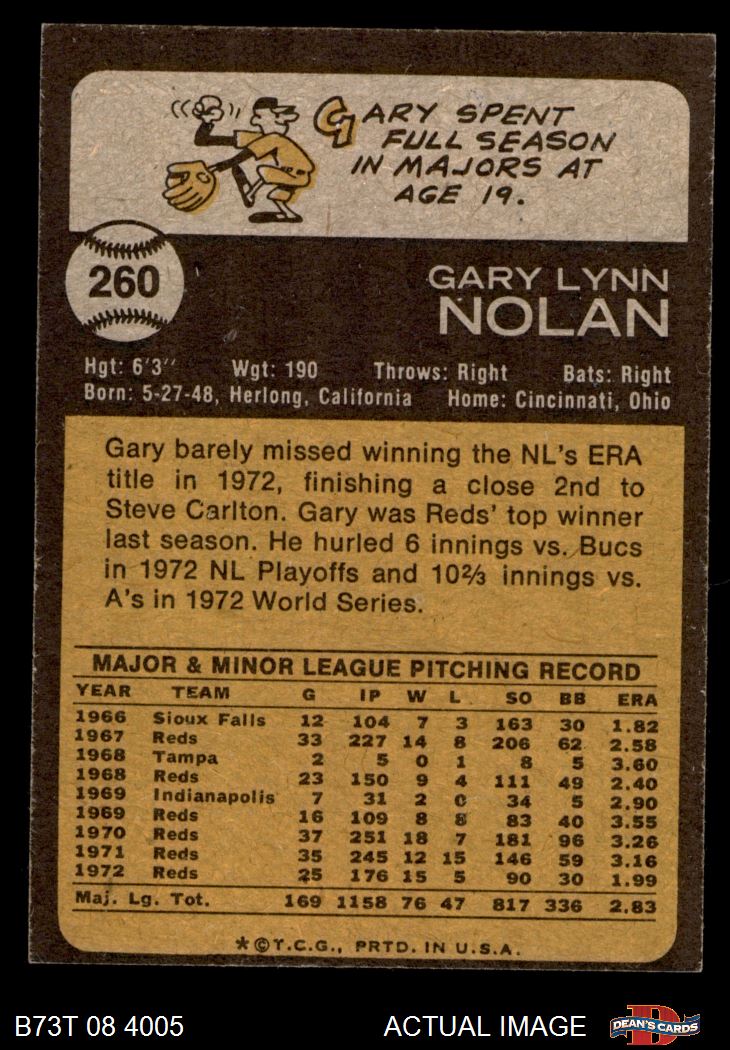 GARY SPENT
FULL SEASON
IN MAJORS AT
AGE 19.
260
GARY LYNN
NOLAN
Hgt: 6'3" Wgt: 190 Throws: Right Bats: Right
Born: 5-27-48, Herlong, California Home: Cincinnati, Ohio
Gary barely missed winning the NL's ERA
title in 1972, finishing a close 2nd to
Steve Carlton. Gary was Reds' top winner
last season. He hurled 6 innings vs. Bucs
in 1972 NL Playoffs and 10⅔ innings vs.
A's in 1972 World Series.
MAJOR & MINOR LEAGUE PITCHING RECORD
YEAR TEAM G IP W L SO BB ERA
1966 Sioux Falls 12 104 7 3 163 30 1.82
1967 Reds 33 227 14 8 206 62 2.58
1968 Tampa 2 5 0 1 8 5 3.60
1968 Reds 23 150 9 4 111 49 2.40
1969 Indianapolis 7 31 2 0 34 5 2.90
1969 Reds 16 109 8 8 83 40 3.55
1970 Reds 37 251 18 7 181 96 3.26
1971 Reds 35 245 12 15 146 59 3.16
1972 Reds 25 176 15 5 90 30 1.99
Maj. Lg. Tot. 169 1158 76 47 817 336 2.83
*©T.C.G., PRTD. IN U.S.A.
B73T 08 4005 ACTUAL IMAGE D DEAN'S CARDS